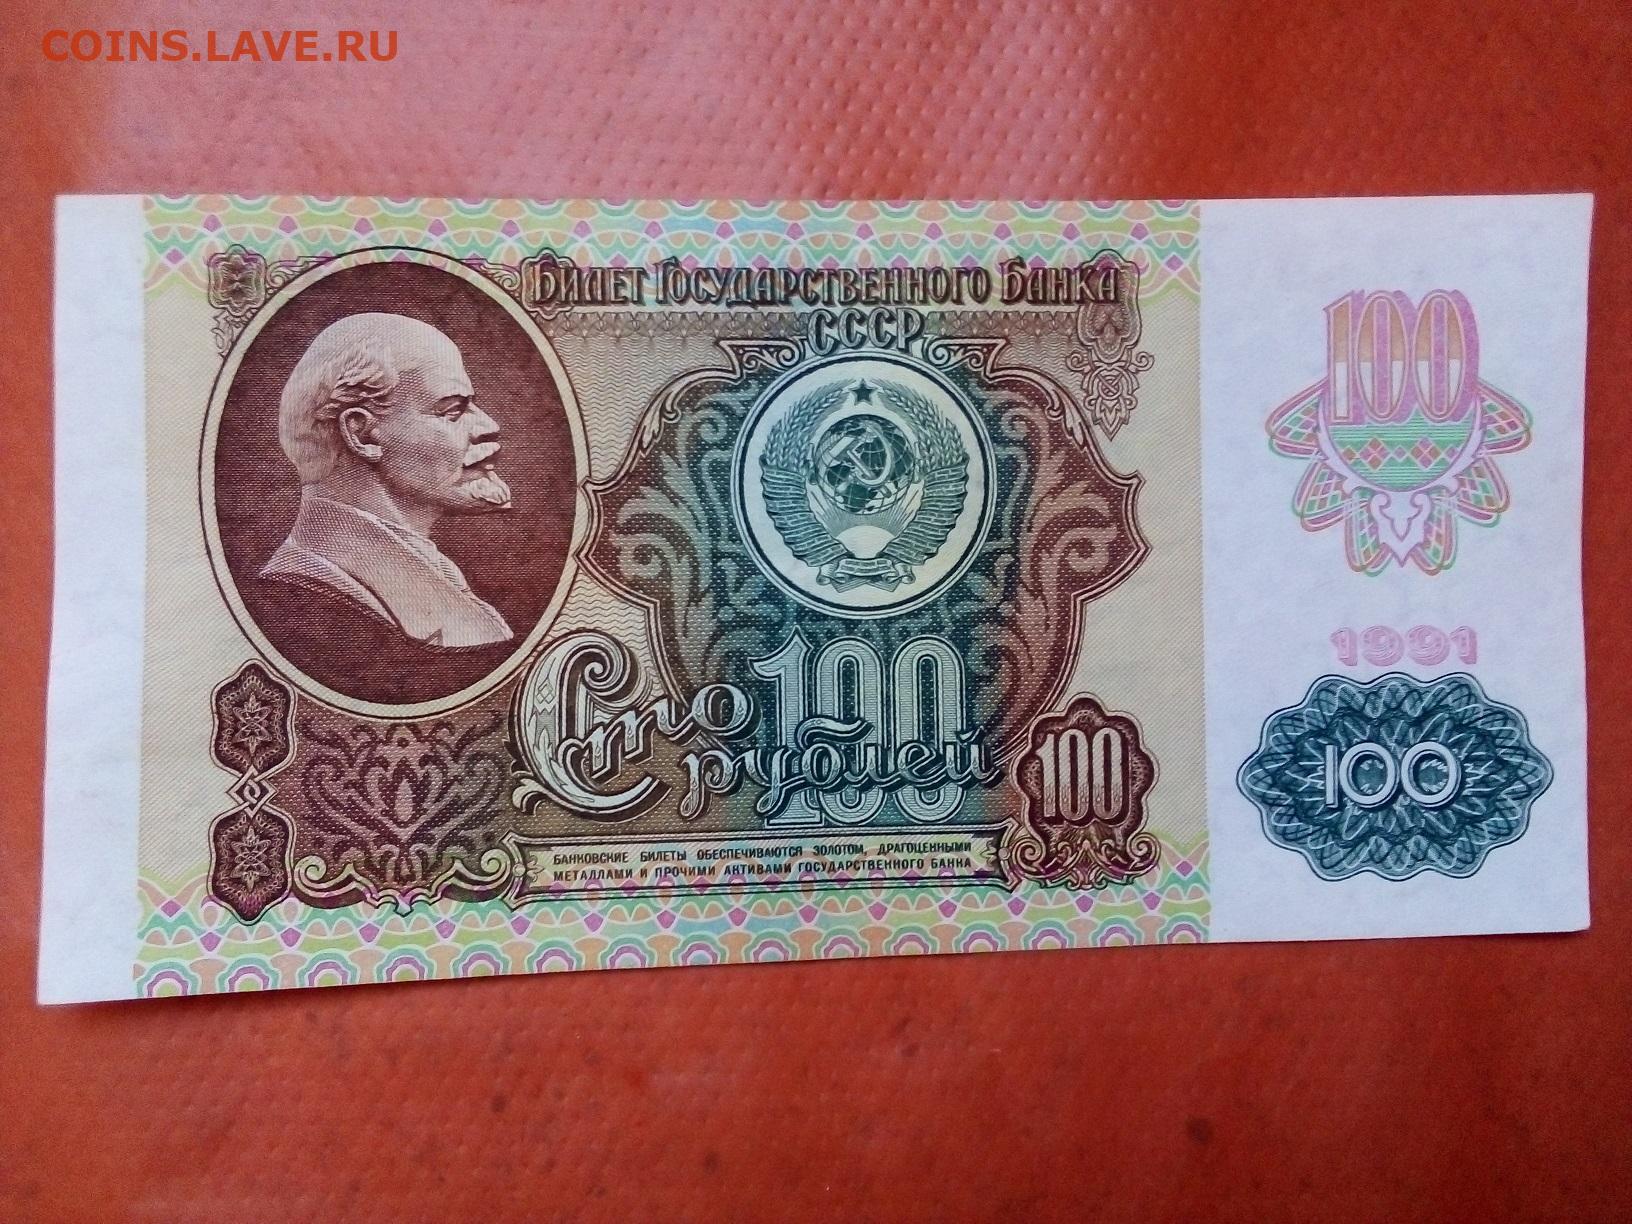 COINS.LAVE.RU
Билет Государственного Банка
СССР
100
1991
Сто
рублей
100
100
100
БАНКОВСКИЕ БИЛЕТЫ ОБЕСПЕЧИВАЮТСЯ ЗОЛОТОМ, ДРАГОЦЕННЫМИ
МЕТАЛЛАМИ И ПРОЧИМИ АКТИВАМИ ГОСУДАРСТВЕННОГО БАНКА